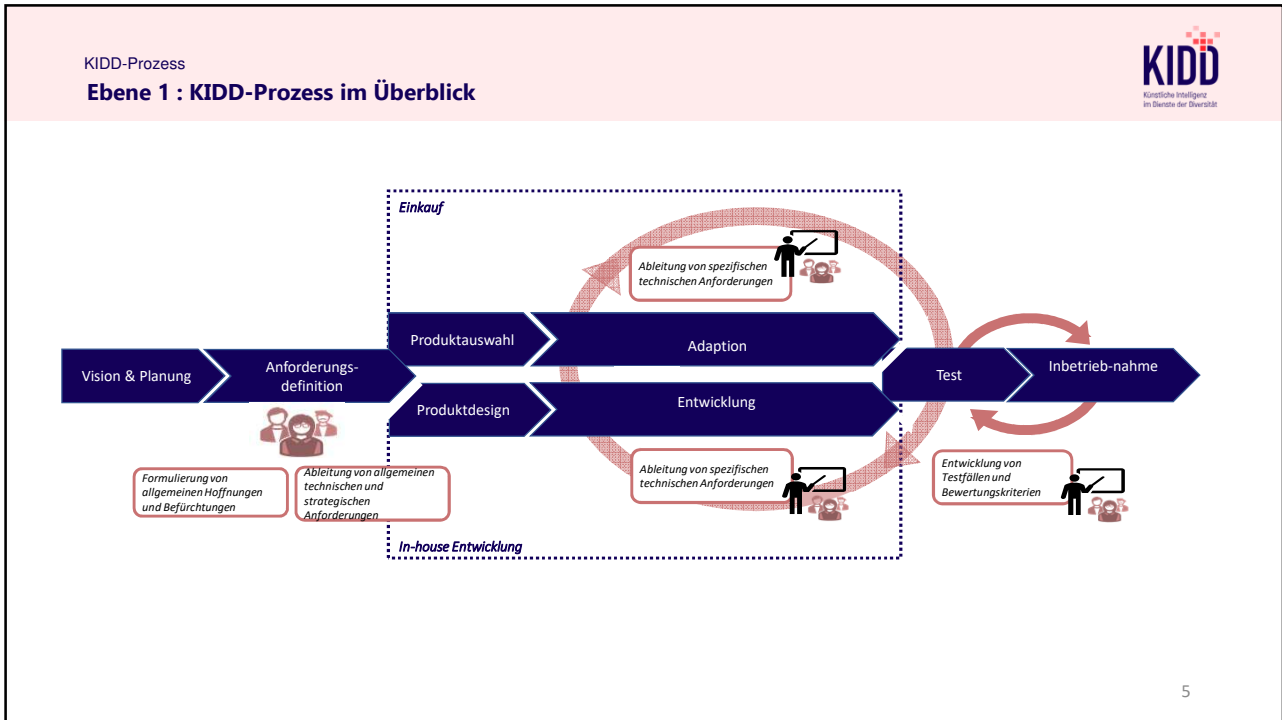 KIDD-Prozess
Ebene 1 : KIDD-Prozess im Überblick
KIDD
Künstliche Intelligenz
im Dienste der Diversität
Einkauf
Ableitung von spezifischen
technischen Anforderungen
Produktauswahl
Adaption
Vision & Planung
Anforderungs-
definition
Test
Inbetrieb-nahme
Produktdesign
Entwicklung
Formulierung von
allgemeinen Hoffnungen
und Befürchtungen
Ableitung von allgemeinen
technischen und
strategischen
Anforderungen
Ableitung von spezifischen
technischen Anforderungen
Entwicklung von
Testfällen und
Bewertungskriterien
In-house Entwicklung
5